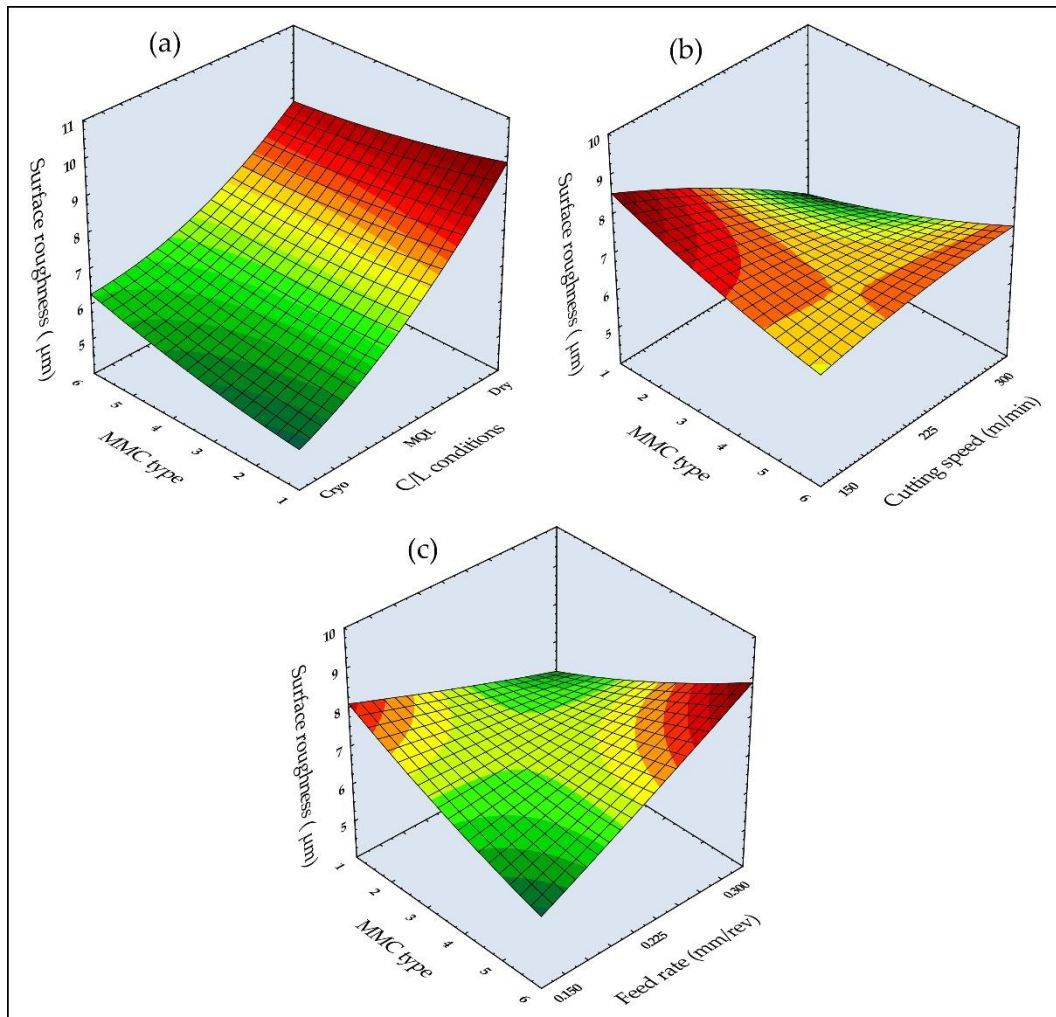 (a)
11
10
9
8
7
6
5
6
Surface roughness ( µm)
5
4
3
2
1
MMC type
Cryo
MQL
Dry
C/L conditions
(b)
10
9
8
7
6
5
1
Surface roughness ( µm)
2
3
4
5
6
MMC type
150
225
300
Cutting speed (m/min)
(c)
10
9
8
7
6
5
1
Surface roughness ( µm)
2
3
4
5
6
MMC type
0.150
0.225
0.300
Feed rate (mm/rev)